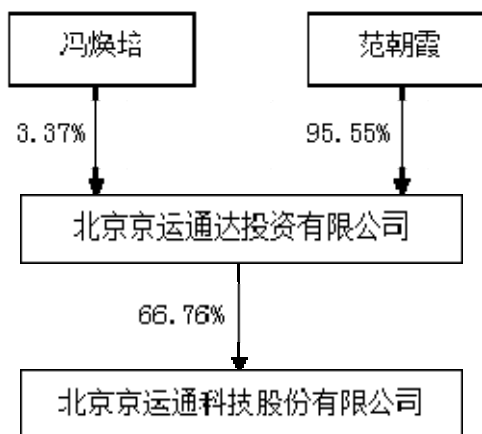 冯焕培
范朝霞
3.37%
95.55%
北京京运通达投资有限公司
66.76%
北京京运通科技股份有限公司